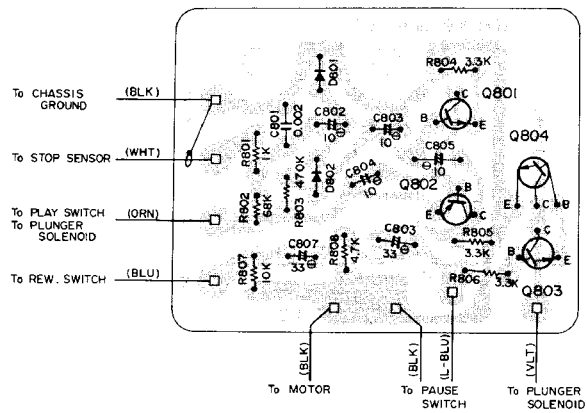 R804 3.3K
Q801
D801
C
To CHASSIS GROUND (BLK)
C801 0.002
C802 10
C803 10
B
E
Q804
To STOP SENSOR (WHT)
R801 1K
R803 470K
D802
C804 10
C805 10
Q802
B
R802 68K
E
C
E C B
To PLAY SWITCH
To PLUNGER SOLENOID (ORN)
C
C803 33
R805 3.3K
B
E
C807 33
R808 4.7K
To REW. SWITCH (BLU)
R807 10K
R806 3.3K
Q803
(BLK)
(BLK)
(L-BLU)
(VLT)
To MOTOR
To PAUSE SWITCH
To PLUNGER SOLENOID